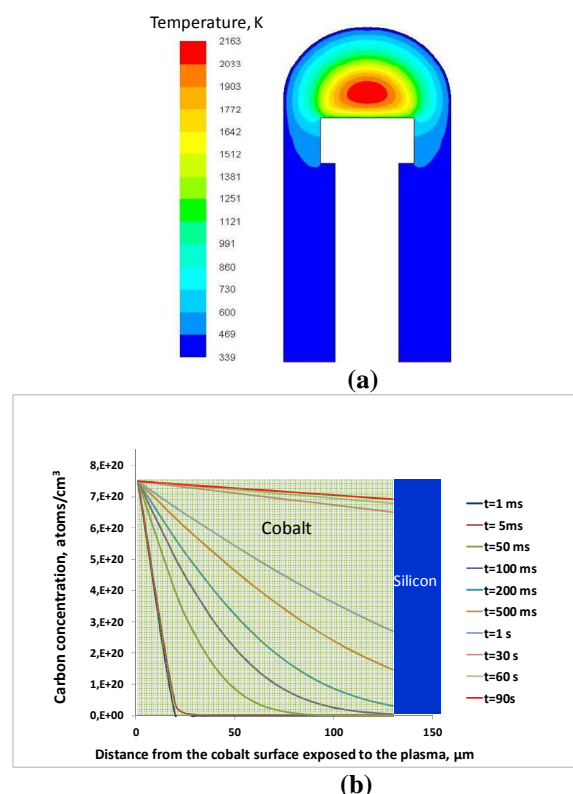 Temperature, K
2163
2033
1903
1772
1642
1512
1381
1251
1121
991
860
730
600
469
339
(a)
Carbon concentration, atoms/cm³
8,E+20
7,E+20
6,E+20
5,E+20
4,E+20
3,E+20
2,E+20
1,E+20
0,E+00
0
50
100
150
Cobalt
Silicon
Distance from the cobalt surface exposed to the plasma, µm
t=1 ms
t= 5ms
t=50 ms
t=100 ms
t=200 ms
t=500 ms
t=1 s
t=30 s
t=60 s
t=90s
(b)